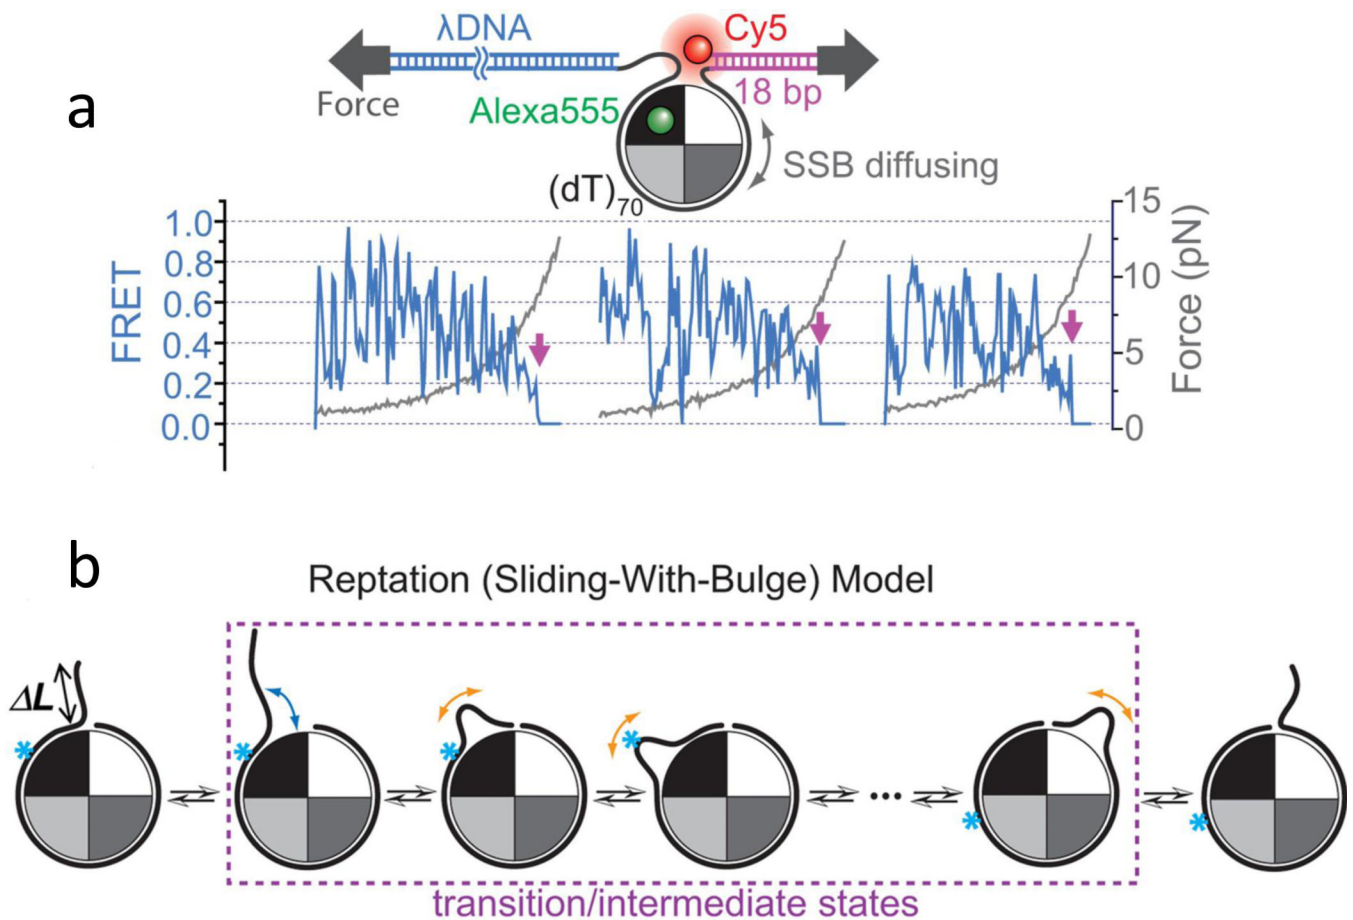 a
λDNA
Cy5
Force
Alexa555
18 bp
SSB diffusing
(dT)70
FRET
1.0
0.8
0.6
0.4
0.2
0.0
15
10
5
0
Force (pN)
b
Reptation (Sliding-With-Bulge) Model
ΔL
*
*
*
*
...
*
*
transition/intermediate states